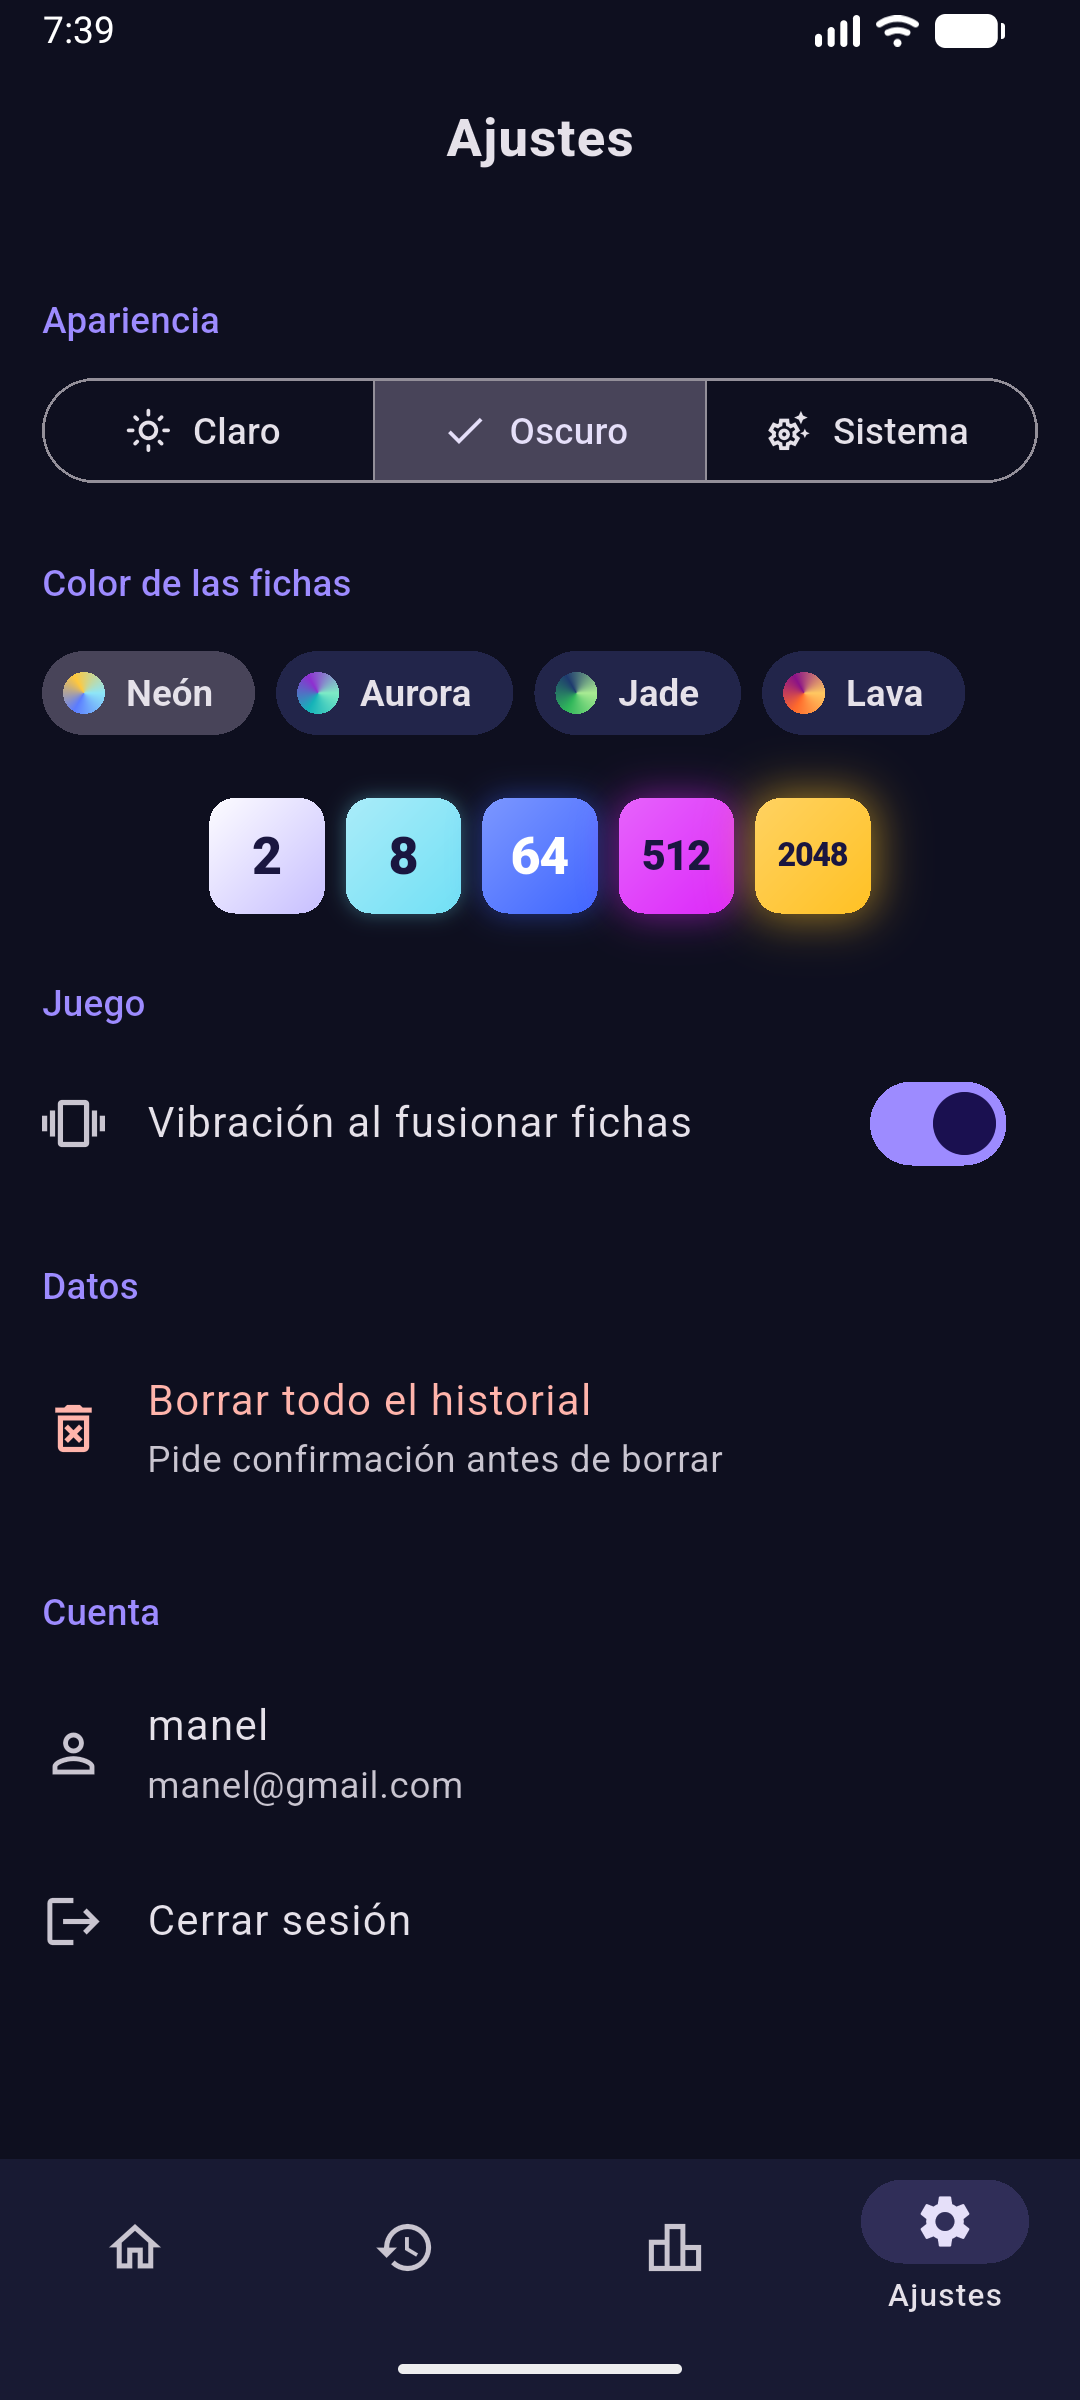 7:39
Ajustes
Apariencia
Claro
Oscuro
Sistema
Color de las fichas
Neón
Aurora
Jade
Lava
2
8
64
512
2048
Juego
Vibración al fusionar fichas
Datos
Borrar todo el historial
Pide confirmación antes de borrar
Cuenta
manel
manel@gmail.com
Cerrar sesión
Ajustes